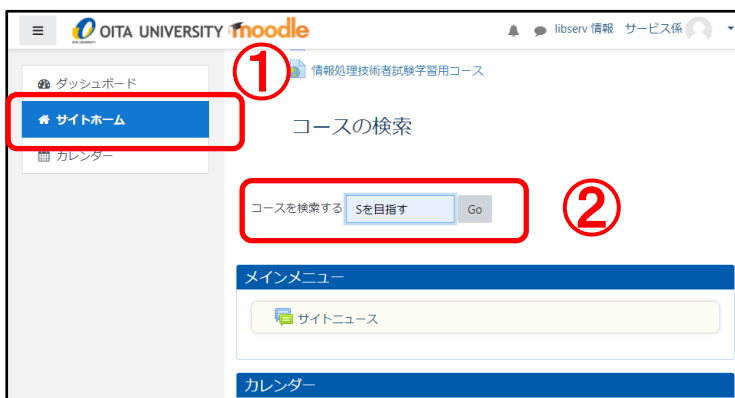 OITA UNIVERSITY moodle
libserv 情報 サービス係
① 情報処理技術者試験学習用コース
ダッシュボード
サイトホーム
カレンダー
コースの検索
コースを検索する Sを目指す Go
②
メインメニュー
サイトニュース
カレンダー